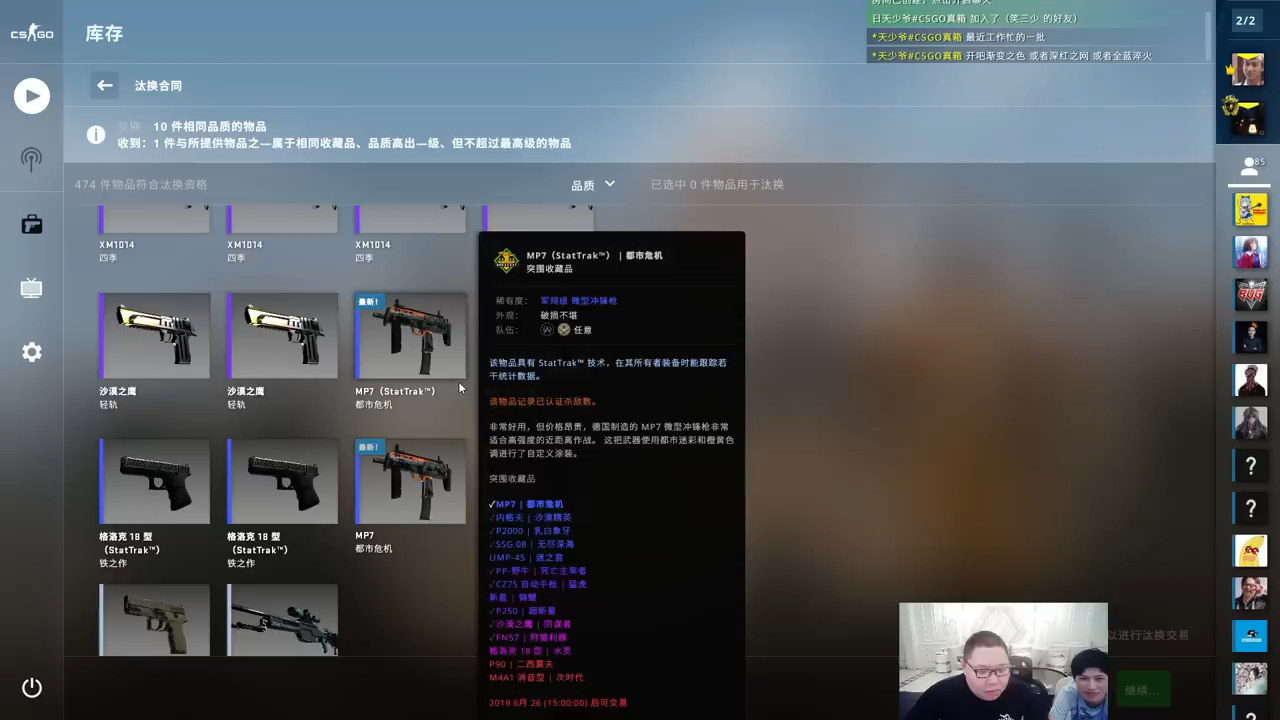 CS:GO
库存
日天少爷#CSGO真箱 加入了（笑三少 的好友）
*天少爷#CSGO真箱 最近工作忙的一批
*天少爷#CSGO真箱 开吧渐变之色 或者深红之网 或者全蓝淬火
2/2
85
汰换合同
交换 10 件相同品质的物品
收到：1 件与所提供物品之一属于相同收藏品、品质高出一级、但不超过最高级的物品
474 件物品符合汰换资格
品质
已选中 0 件物品用于汰换
XM1014
四季
XM1014
四季
XM1014
四季
沙漠之鹰
轻轨
沙漠之鹰
轻轨
最新！
MP7（StatTrak™）
都市危机
格洛克 18 型
（StatTrak™）
铁之作
格洛克 18 型
（StatTrak™）
铁之作
最新！
MP7
都市危机
MP7（StatTrak™） | 都市危机
突围收藏品
稀有度： 军规级 微型冲锋枪
外观： 破损不堪
队伍： 任意
该物品具有 StatTrak™ 技术，在其所有者装备时能跟踪若
干统计数据。
该物品记录已认证杀敌数。
非常好用，但价格昂贵，德国制造的 MP7 微型冲锋枪非常
适合高强度的近距离作战。 这把武器使用都市迷彩和橙黄色
调进行了自定义涂装。
突围收藏品
✓MP7 | 都市危机
✓内格夫 | 沙漠精英
✓P2000 | 乳白象牙
✓SSG 08 | 无尽深海
UMP-45 | 迷之宫
✓PP-野牛 | 死亡主宰者
✓CZ75 自动手枪 | 猛虎
新星 | 锦鲤
✓P250 | 超新星
✓沙漠之鹰 | 阴谋者
✓FN57 | 狩猎利器
格洛克 18 型 | 水灵
P90 | 二西莫夫
M4A1 消音型 | 次时代
2019 6月 26 (15:00:00) 后可交易
以进行汰换交易
继续...
BUG
?
?
?